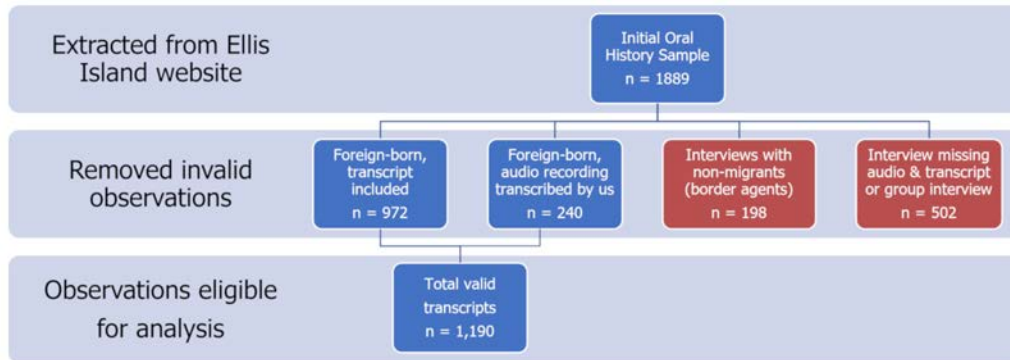 Extracted from Ellis
Island website
Initial Oral
History Sample
n = 1889
Removed invalid
observations
Foreign-born,
transcript
included
n = 972
Foreign-born,
audio recording
transcribed by us
n = 240
Interviews with
non-migrants
(border agents)
n = 198
Interview missing
audio & transcript
or group interview
n = 502
Observations eligible
for analysis
Total valid
transcripts
n = 1,190